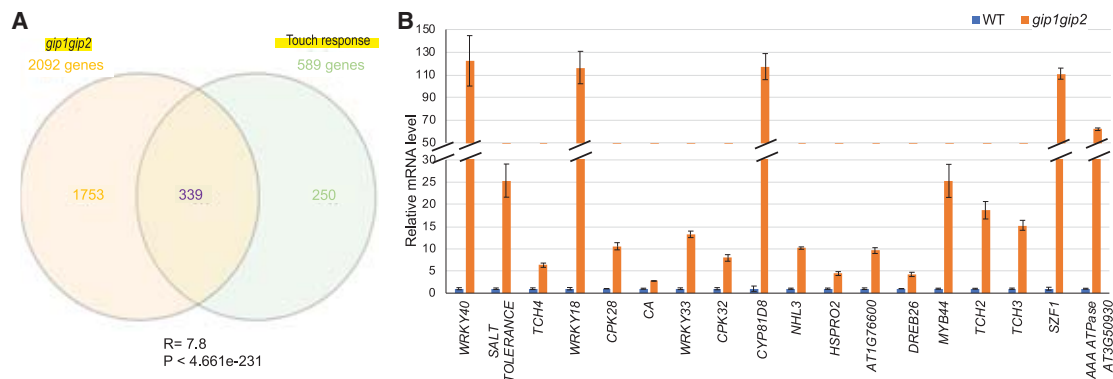 A
gip1gip2
2092 genes
Touch response
589 genes
1753
339
250
R= 7.8
P < 4.661e-231
B
WT
gip1gip2
Relative mRNA level
150
130
110
90
70
50
30
25
20
15
10
5
0
WRKY40
SALT
TOLERANCE
TCH4
WRKY18
CPK28
CA
WRKY33
CPK32
CYP81D8
NHL3
HSPRO2
AT1G76600
DREB26
MYB44
TCH2
TCH3
SZF1
AAA ATPase
AT3G50930